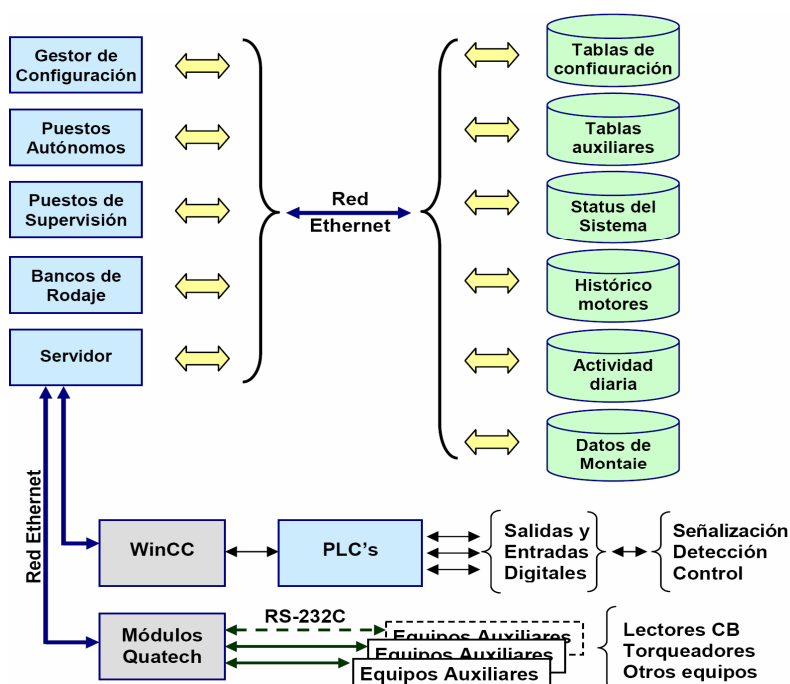 Gestor de
Configuración
Puestos
Autónomos
Puestos de
Supervisión
Bancos de
Rodaje
Servidor
Red
Ethernet
Tablas de
configuración
Tablas
auxiliares
Status del
Sistema
Histórico
motores
Actividad
diaria
Datos de
Montaje
Red Ethernet
WinCC
PLC's
Salidas y
Entradas
Digitales
Señalización
Detección
Control
Módulos
Quatech
RS-232C
Equipos Auxiliares
Equipos Auxiliares
Equipos Auxiliares
Lectores CB
Torqueadores
Otros equipos